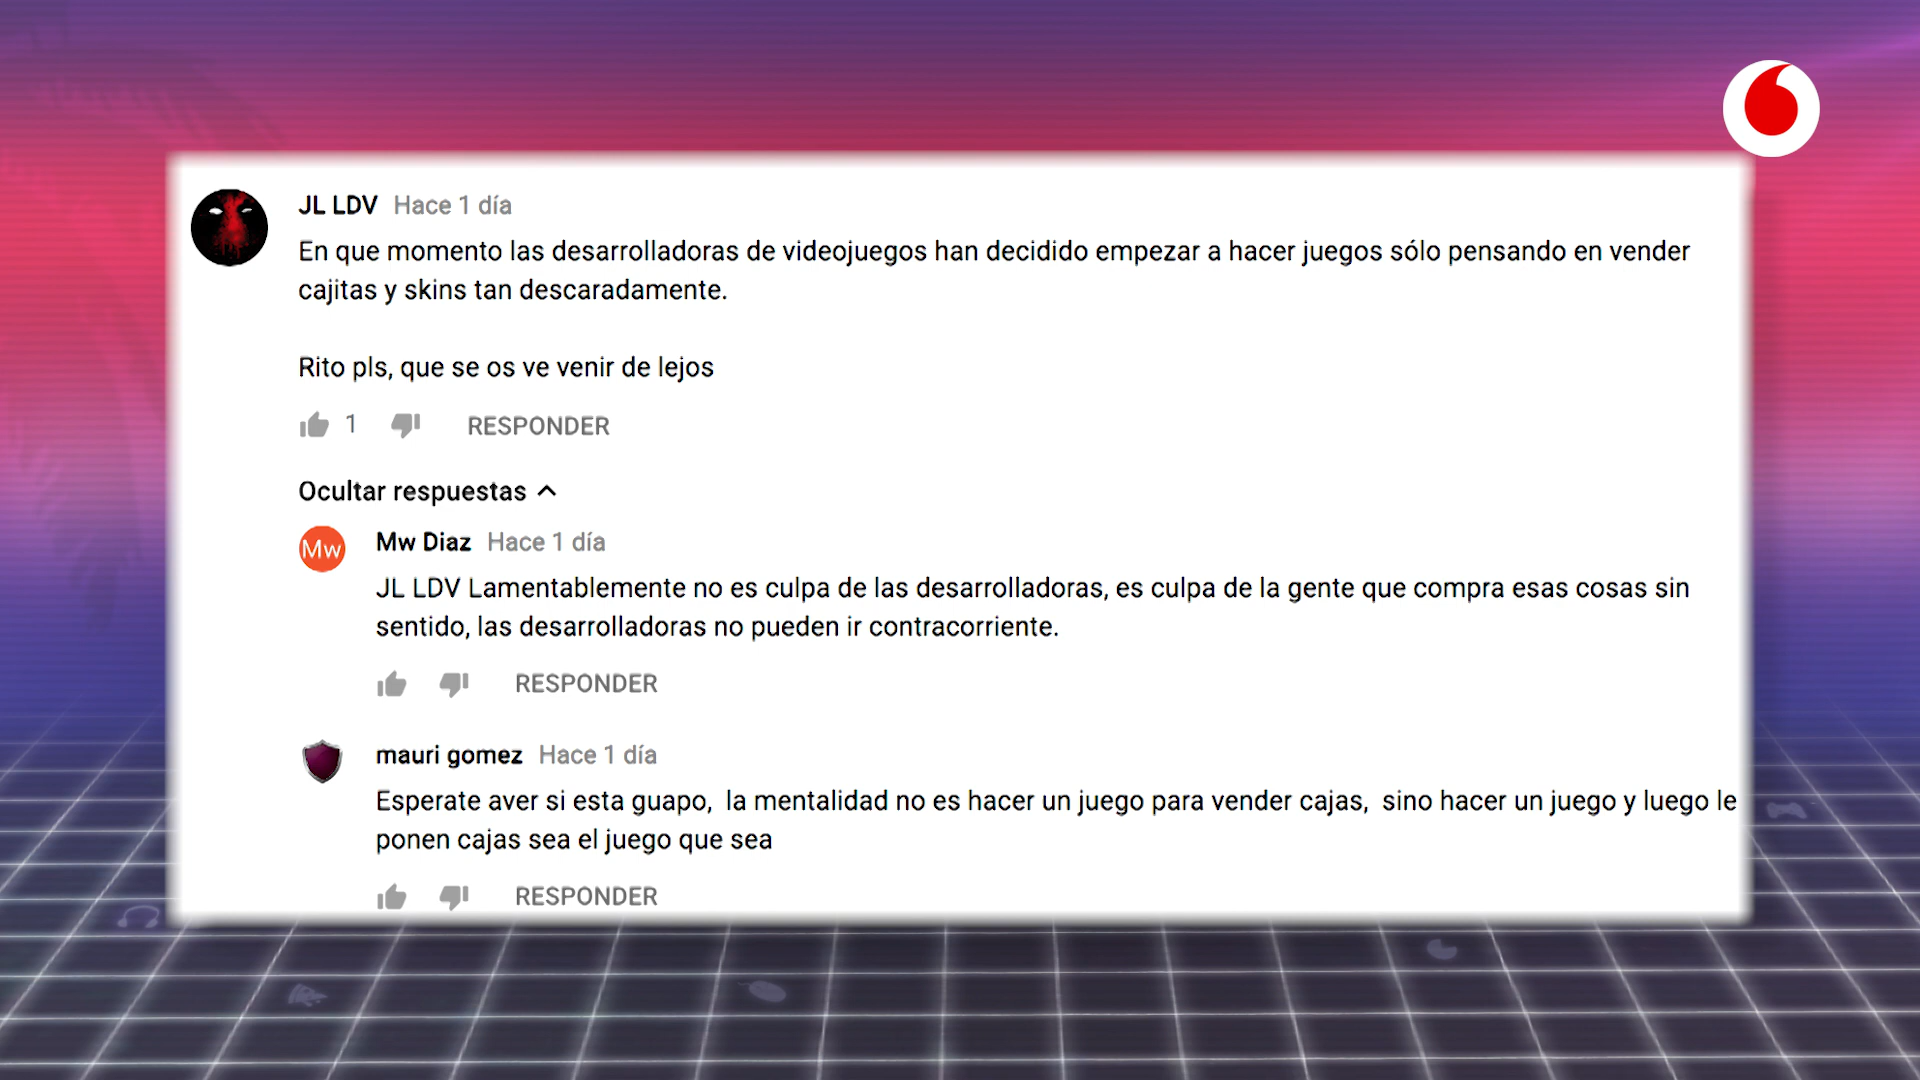 JL LDV Hace 1 día
En que momento las desarrolladoras de videojuegos han decidido empezar a hacer juegos sólo pensando en vender
cajitas y skins tan descaradamente.
Rito pls, que se os ve venir de lejos
1 RESPONDER
Ocultar respuestas
Mw
Mw Diaz Hace 1 día
JL LDV Lamentablemente no es culpa de las desarrolladoras, es culpa de la gente que compra esas cosas sin
sentido, las desarrolladoras no pueden ir contracorriente.
RESPONDER
mauri gomez Hace 1 día
Esperate aver si esta guapo,  la mentalidad no es hacer un juego para vender cajas,  sino hacer un juego y luego le
ponen cajas sea el juego que sea
RESPONDER